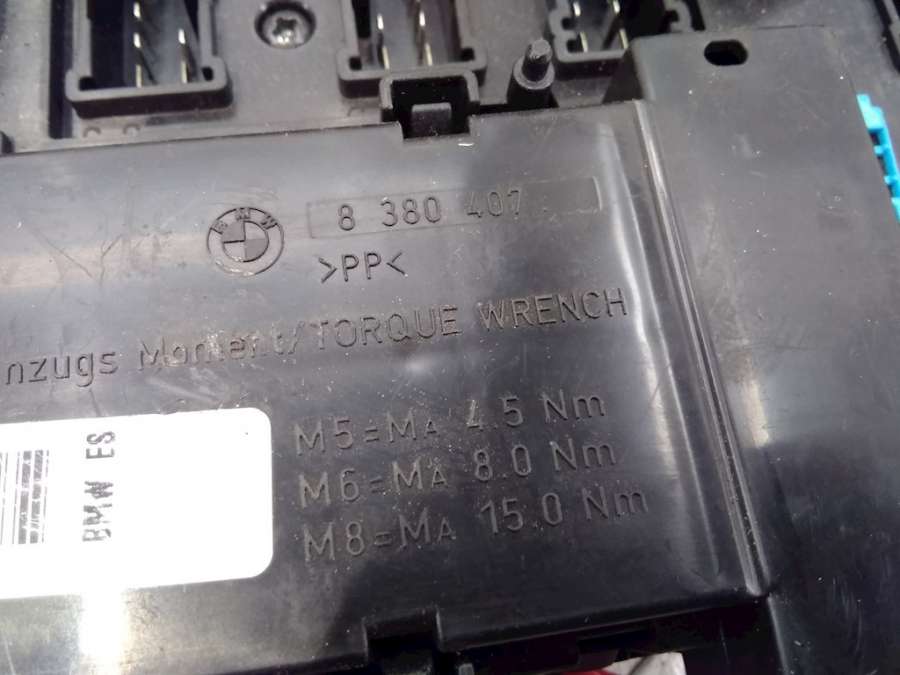 BMW
8 380 407
>PP<
nzugs Moment/TORQUE WRENCH
M5=MA 4.5 Nm
M6=MA 8.0 Nm
M8=MA 15.0 Nm
BMW ES